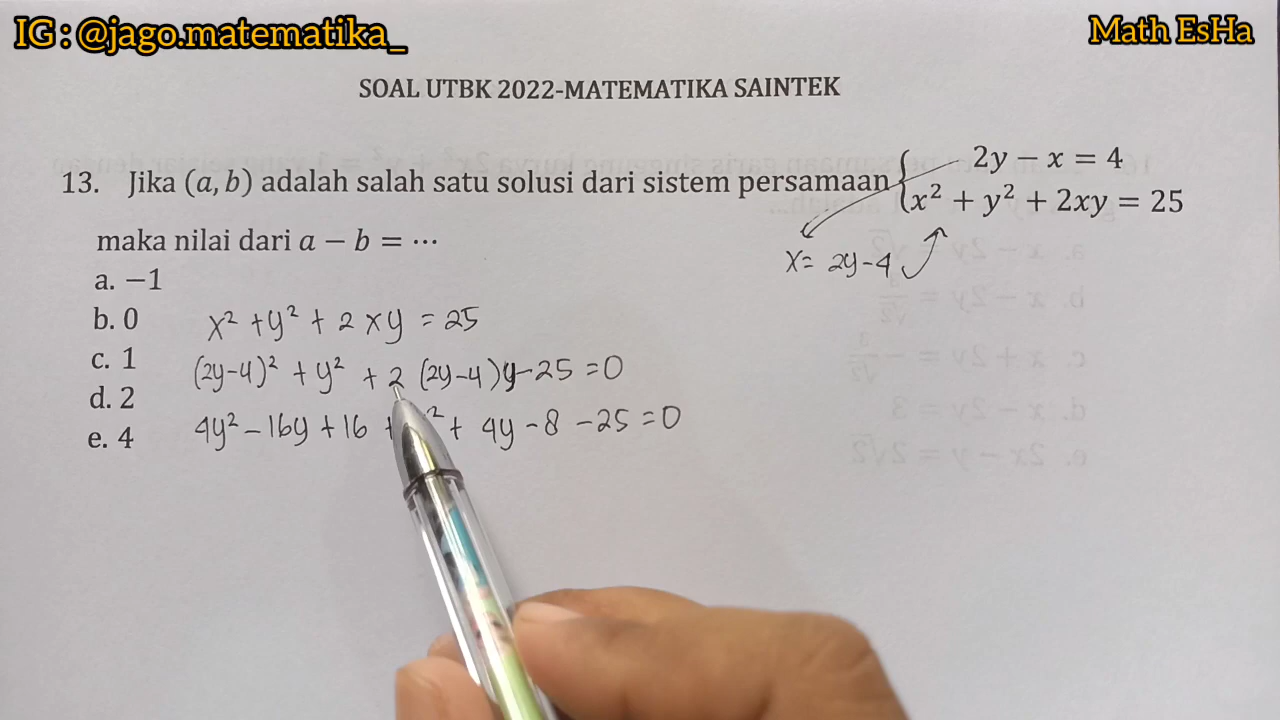 IG : @jago.matematika_
Math EsHa
SOAL UTBK 2022-MATEMATIKA SAINTEK
13. Jika (a, b) adalah salah satu solusi dari sistem persamaan { 2y − x = 4
x² + y² + 2xy = 25
maka nilai dari a − b = ⋯
x = 2y − 4
a. −1
b. 0
c. 1
d. 2
e. 4
x² + y² + 2xy = 25
(2y−4)² + y² + 2 (2y−4)y − 25 = 0
4y² − 16y + 16 + ² + 4y − 8 − 25 = 0